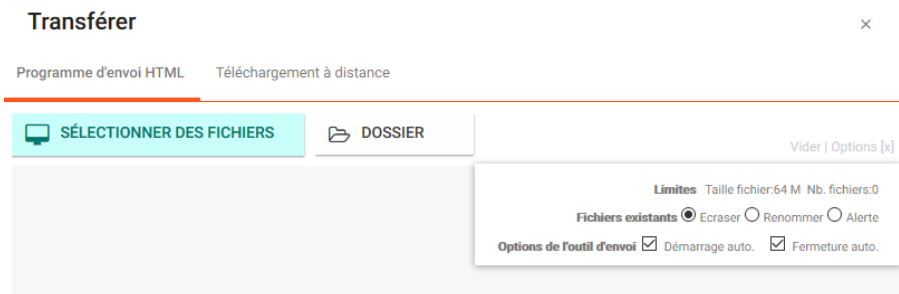 Transférer ×
Programme d'envoi HTML Téléchargement à distance
SÉLECTIONNER DES FICHIERS DOSSIER
Vider | Options [x]
Limites Taille fichier:64 M Nb. fichiers:0
Fichiers existants Ecraser Renommer Alerte
Options de l'outil d'envoi Démarrage auto. Fermeture auto.